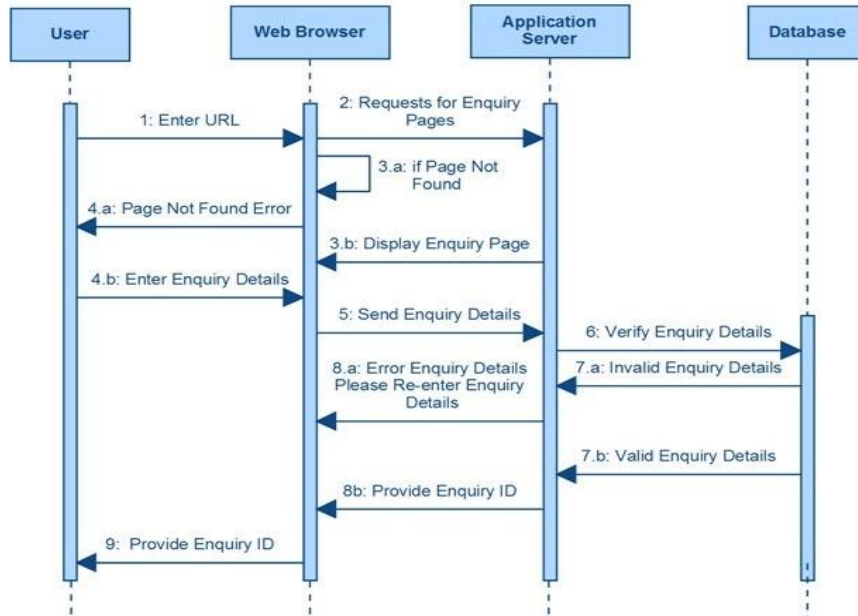 User
Web Browser
Application
Server
Database
1: Enter URL
2: Requests for Enquiry
Pages
3.a: if Page Not
Found
4.a: Page Not Found Error
3.b: Display Enquiry Page
4.b: Enter Enquiry Details
5: Send Enquiry Details
6: Verify Enquiry Details
7.a: Invalid Enquiry Details
8.a: Error Enquiry Details
Please Re-enter Enquiry
Details
7.b: Valid Enquiry Details
8b: Provide Enquiry ID
9: Provide Enquiry ID